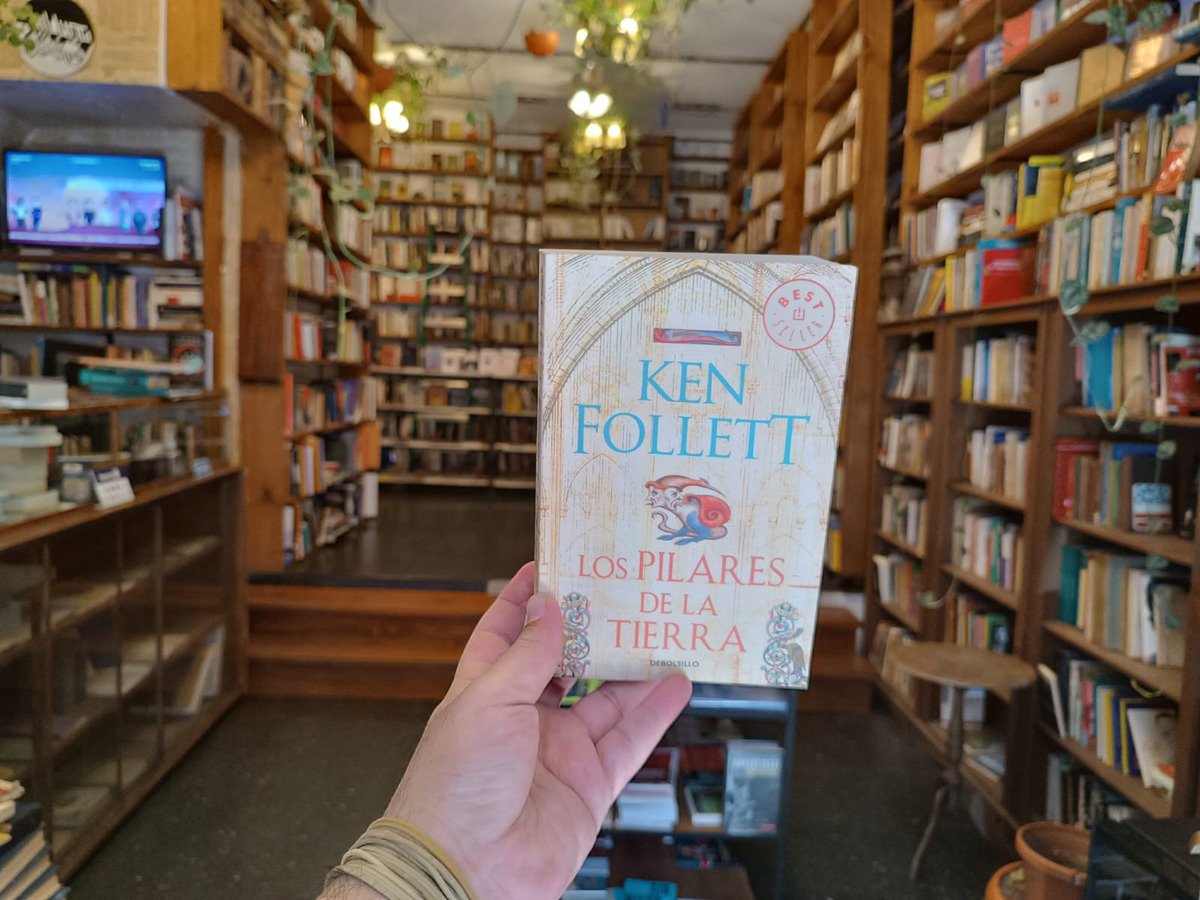 BEST
SELLER
KEN
FOLLETT
LOS PILARES
DE LA
TIERRA
DEBOLSILLO